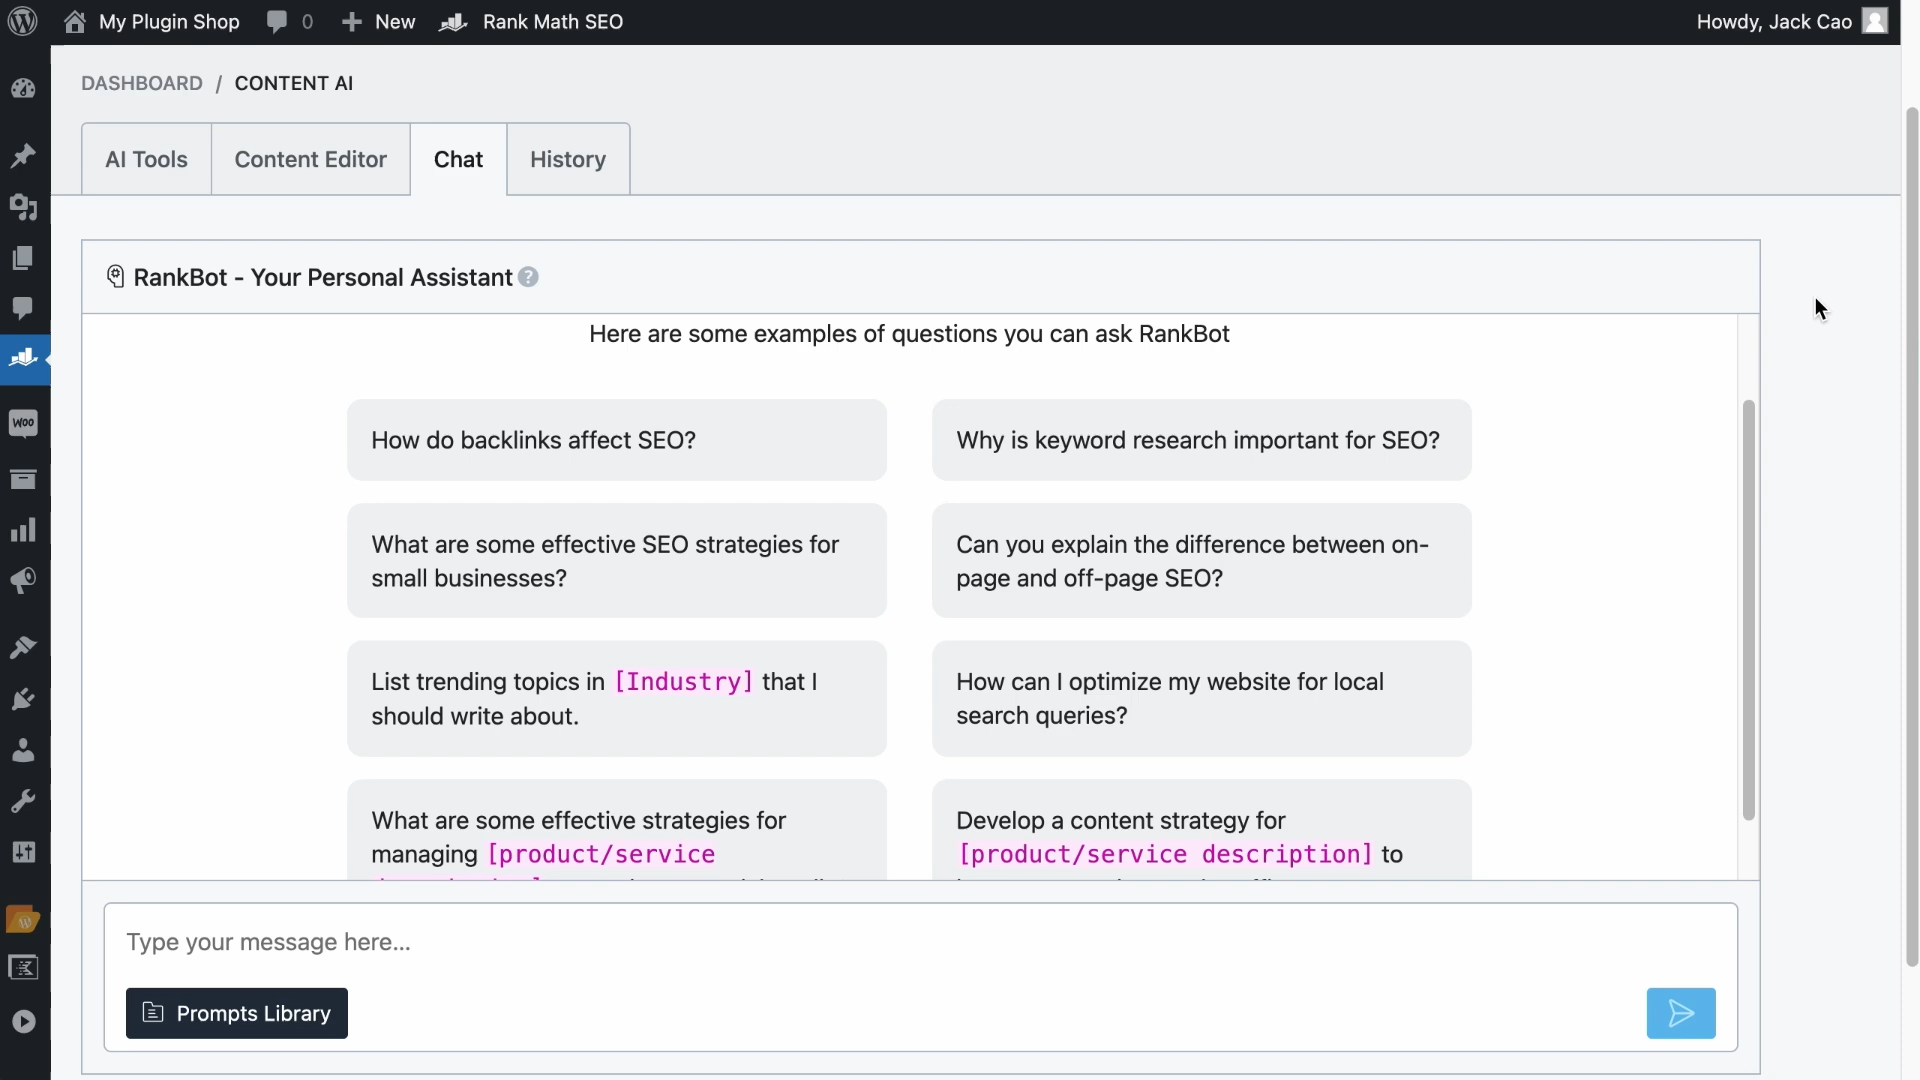 My Plugin Shop 0 New Rank Math SEO Howdy, Jack Cao
DASHBOARD / CONTENT AI
AI Tools Content Editor Chat History
RankBot - Your Personal Assistant ?
Here are some examples of questions you can ask RankBot
How do backlinks affect SEO?
Why is keyword research important for SEO?
What are some effective SEO strategies for
small businesses?
Can you explain the difference between on-
page and off-page SEO?
List trending topics in [Industry] that I
should write about.
How can I optimize my website for local
search queries?
What are some effective strategies for
managing [product/service
Develop a content strategy for
[product/service description] to
Type your message here...
Prompts Library
Woo